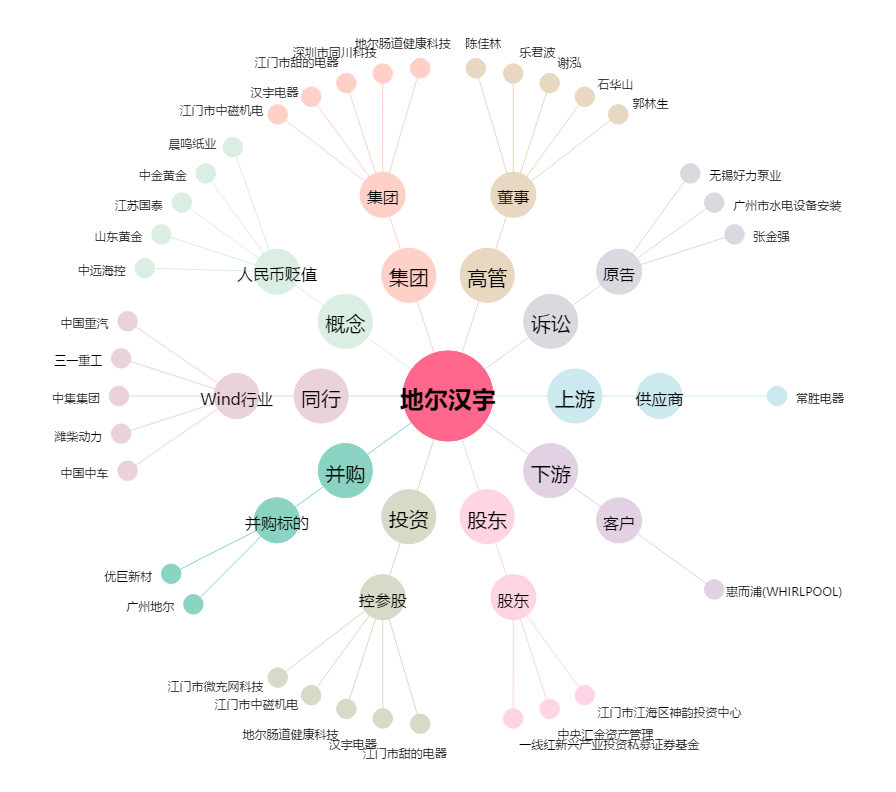 地尔汉宇
集团
集团
江门市中磁机电
汉宇电器
江门市甜的电器
深圳市同川科技
地尔肠道健康科技
高管
董事
陈佳林
乐君波
谢泓
石华山
郭林生
诉讼
原告
无锡好力泵业
广州市水电设备安装
张金强
上游
供应商
常胜电器
下游
客户
惠而浦(WHIRLPOOL)
股东
股东
江门市江海区神韵投资中心
中央汇金资产管理
一线红新兴产业投资私募证券基金
投资
控参股
江门市微充网科技
江门市中磁机电
地尔肠道健康科技
汉宇电器
江门市甜的电器
并购
并购标的
优巨新材
广州地尔
同行
Wind行业
中国重汽
三一重工
中集集团
潍柴动力
中国中车
概念
人民币贬值
晨鸣纸业
中金黄金
江苏国泰
山东黄金
中远海控